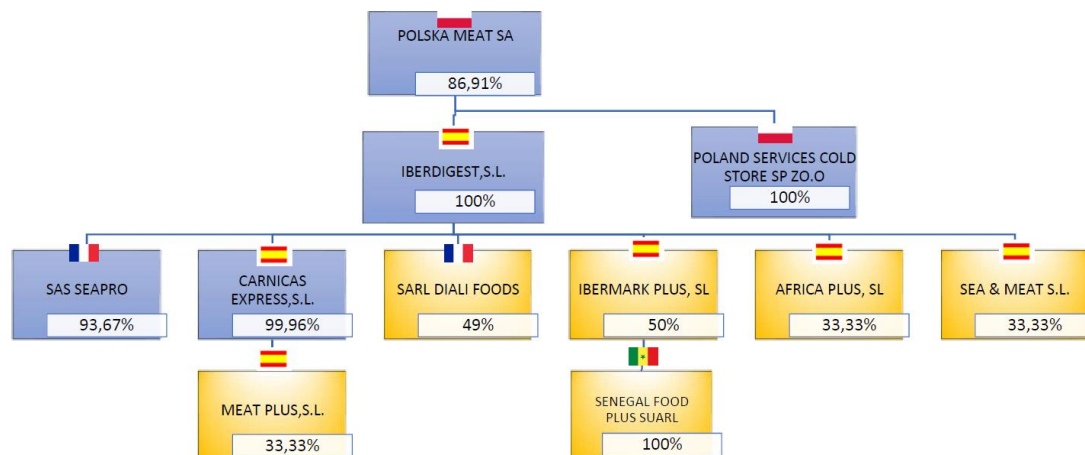 POLSKA MEAT SA
86,91%
IBERDIGEST,S.L.
100%
POLAND SERVICES COLD
STORE SP ZO.O
100%
SAS SEAPRO
93,67%
CARNICAS
EXPRESS,S.L.
99,96%
SARL DIALI FOODS
49%
IBERMARK PLUS, SL
50%
AFRICA PLUS, SL
33,33%
SEA & MEAT S.L.
33,33%
MEAT PLUS,S.L.
33,33%
SENEGAL FOOD
PLUS SUARL
100%